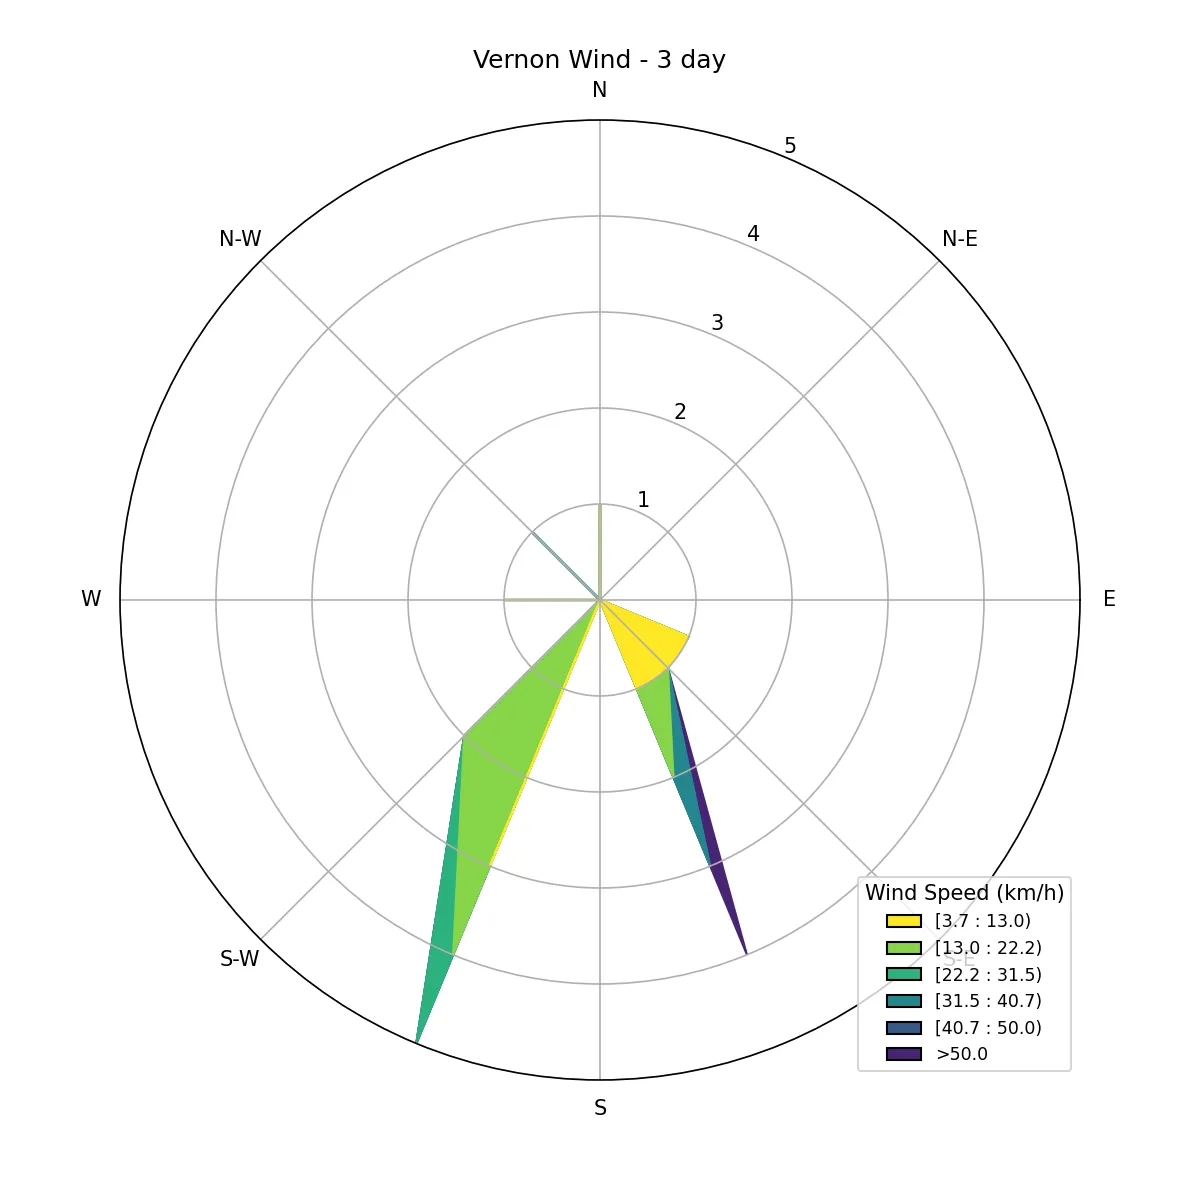 Vernon Wind - 3 day
N
5
N-W
N-E
4
3
2
1
W
E
S-W
S-E
S
Wind Speed (km/h)
[3.7 : 13.0)
[13.0 : 22.2)
[22.2 : 31.5)
[31.5 : 40.7)
[40.7 : 50.0)
>50.0